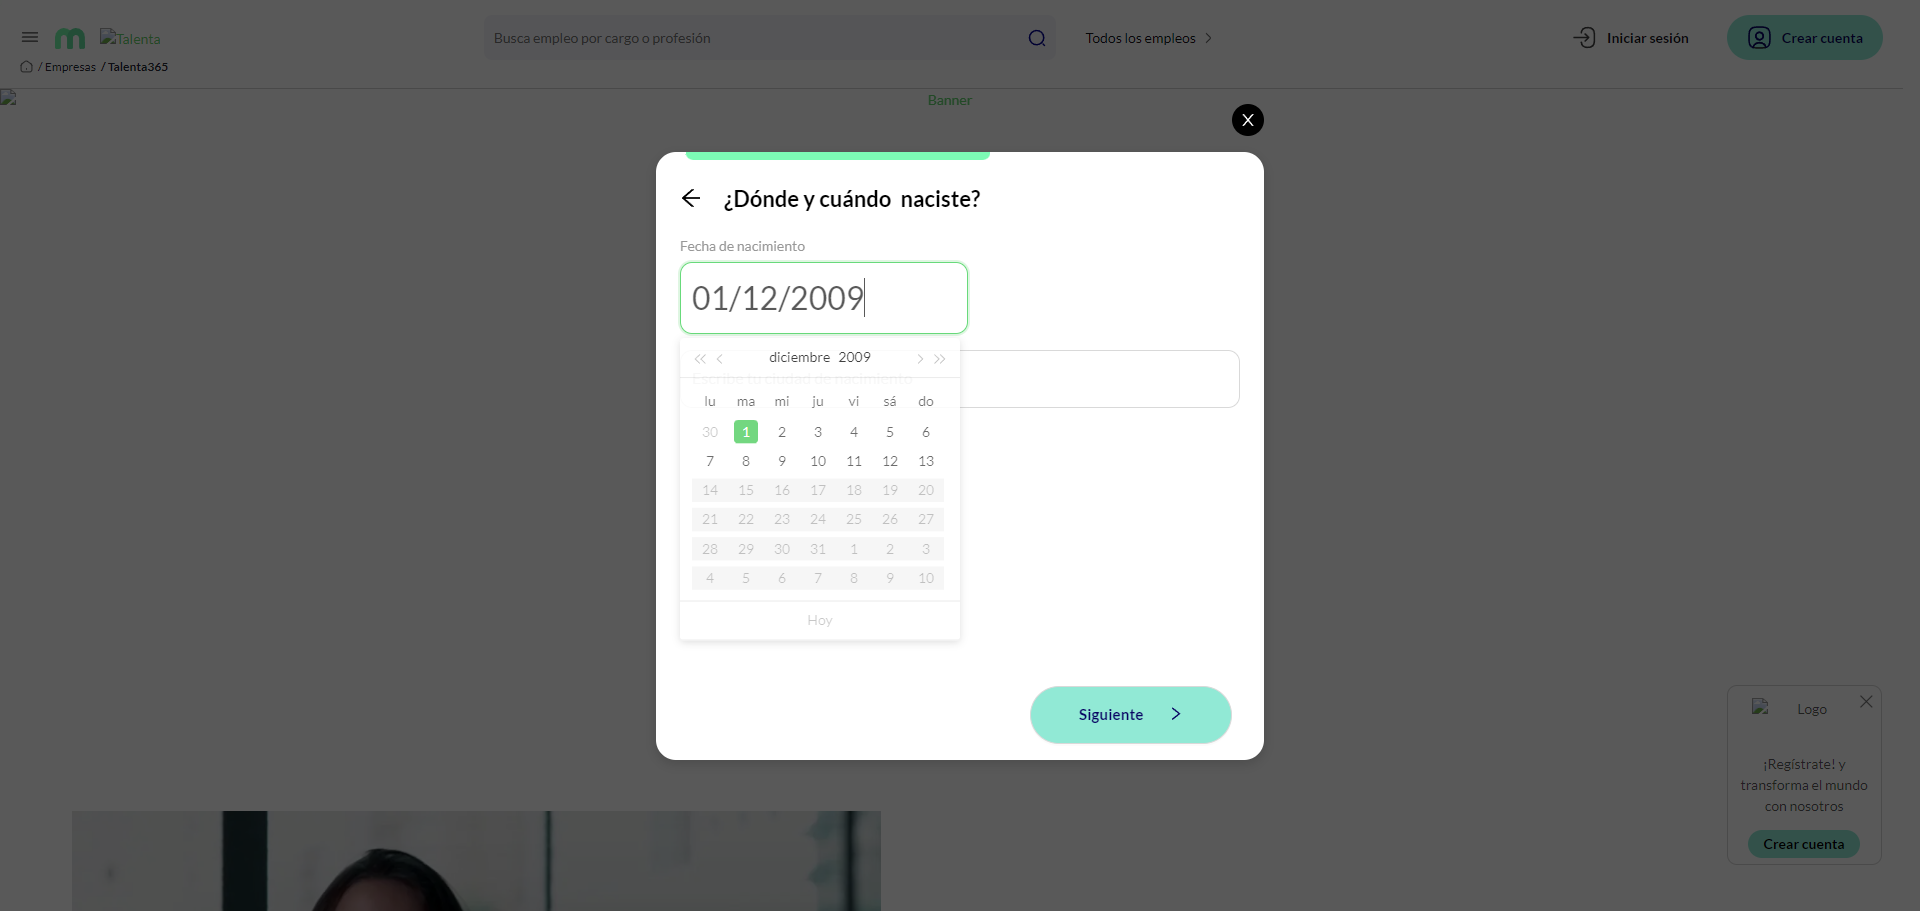 Talenta
Busca empleo por cargo o profesión
Todos los empleos
Iniciar sesión
Crear cuenta
/ Empresas / Talenta365
Banner
X
¿Dónde y cuándo naciste?
Fecha de nacimiento
01/12/2009
diciembre 2009
Escribe tu ciudad de nacimiento
lu ma mi ju vi sá do
30 1 2 3 4 5 6
7 8 9 10 11 12 13
14 15 16 17 18 19 20
21 22 23 24 25 26 27
28 29 30 31 1 2 3
4 5 6 7 8 9 10
Hoy
Siguiente
Logo
¡Regístrate! y
transforma el mundo
con nosotros
Crear cuenta